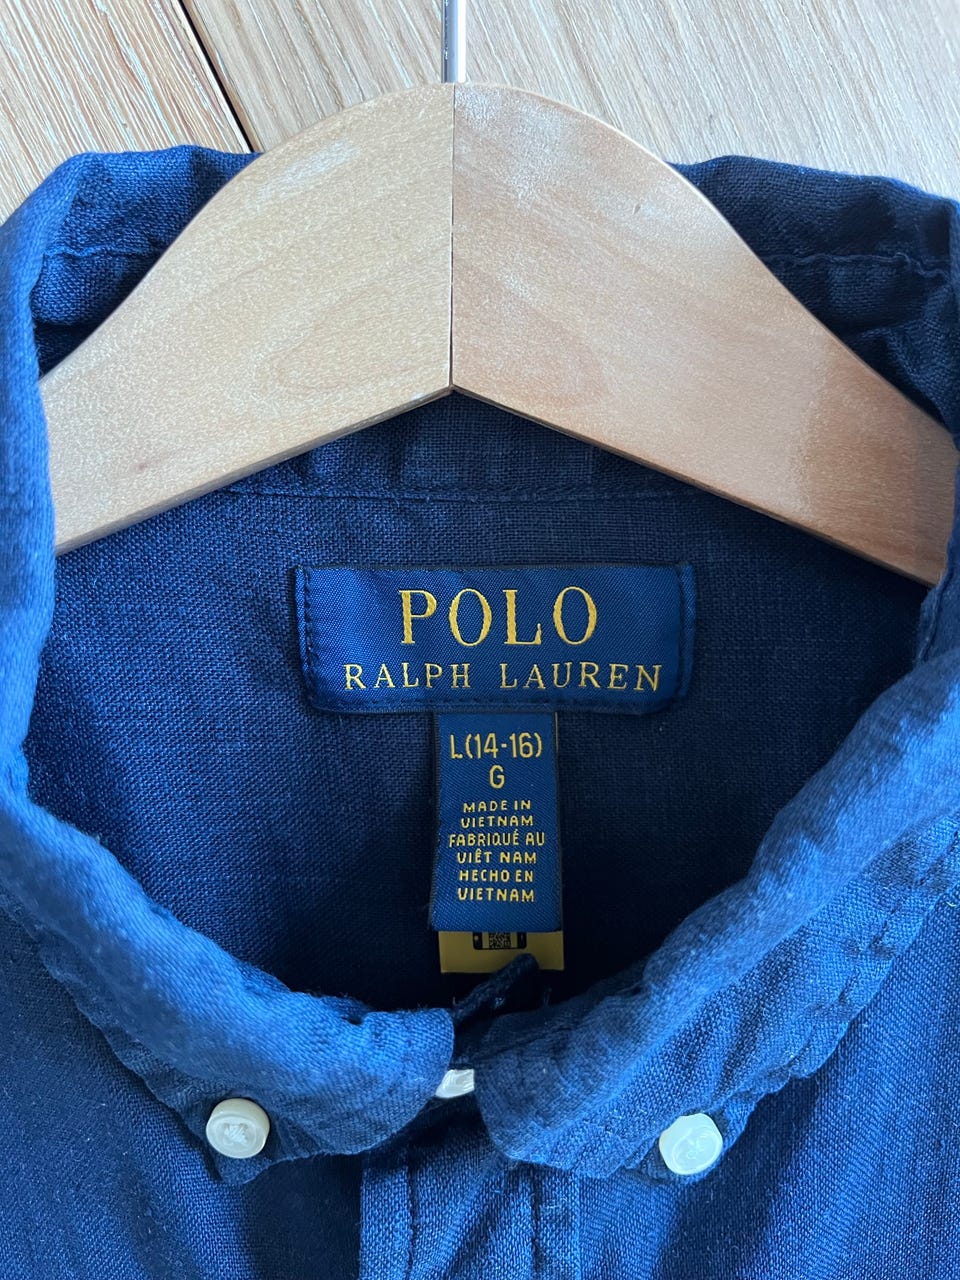 POLO
RALPH LAUREN
L(14-16)
G
MADE IN
VIETNAM
FABRIQUÉ AU
VIÊT NAM
HECHO EN
VIETNAM